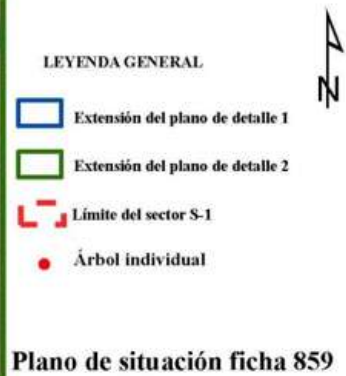 LEYENDA GENERAL
N
Extensión del plano de detalle 1
Extensión del plano de detalle 2
Límite del sector S-1
Árbol individual
Plano de situación ficha 859